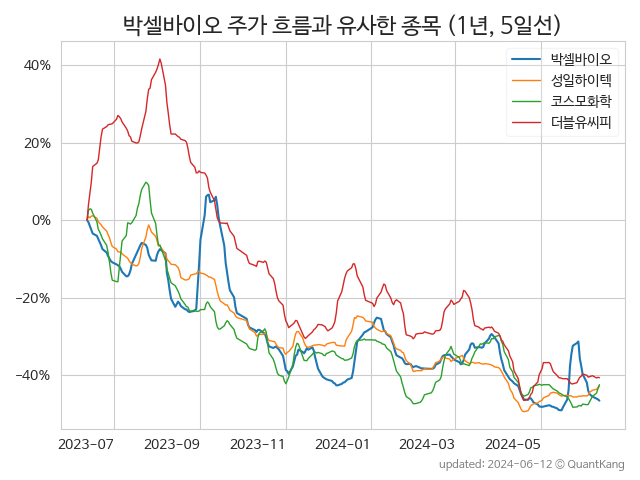 박셀바이오 주가 흐름과 유사한 종목 (1년, 5일선)
박셀바이오
성일하이텍
코스모화학
더블유씨피
40%
20%
0%
−20%
−40%
2023-07
2023-09
2023-11
2024-01
2024-03
2024-05
updated: 2024-06-12 © QuantKang